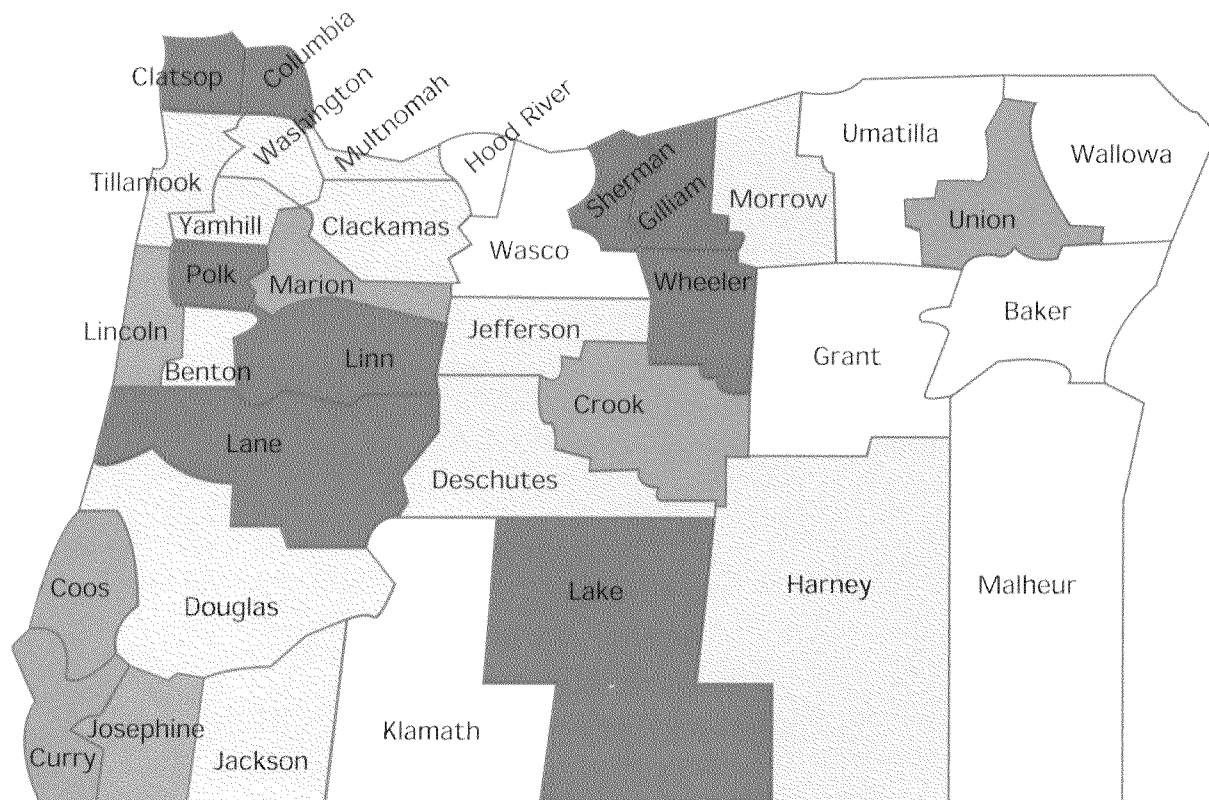 Clatsop
Columbia
Washington
Multnomah
Hood River
Tillamook
Yamhill
Clackamas
Sherman
Gilliam
Morrow
Umatilla
Wallowa
Union
Wasco
Polk
Marion
Wheeler
Lincoln
Benton
Linn
Jefferson
Grant
Baker
Crook
Lane
Deschutes
Coos
Douglas
Lake
Harney
Malheur
Curry
Josephine
Jackson
Klamath